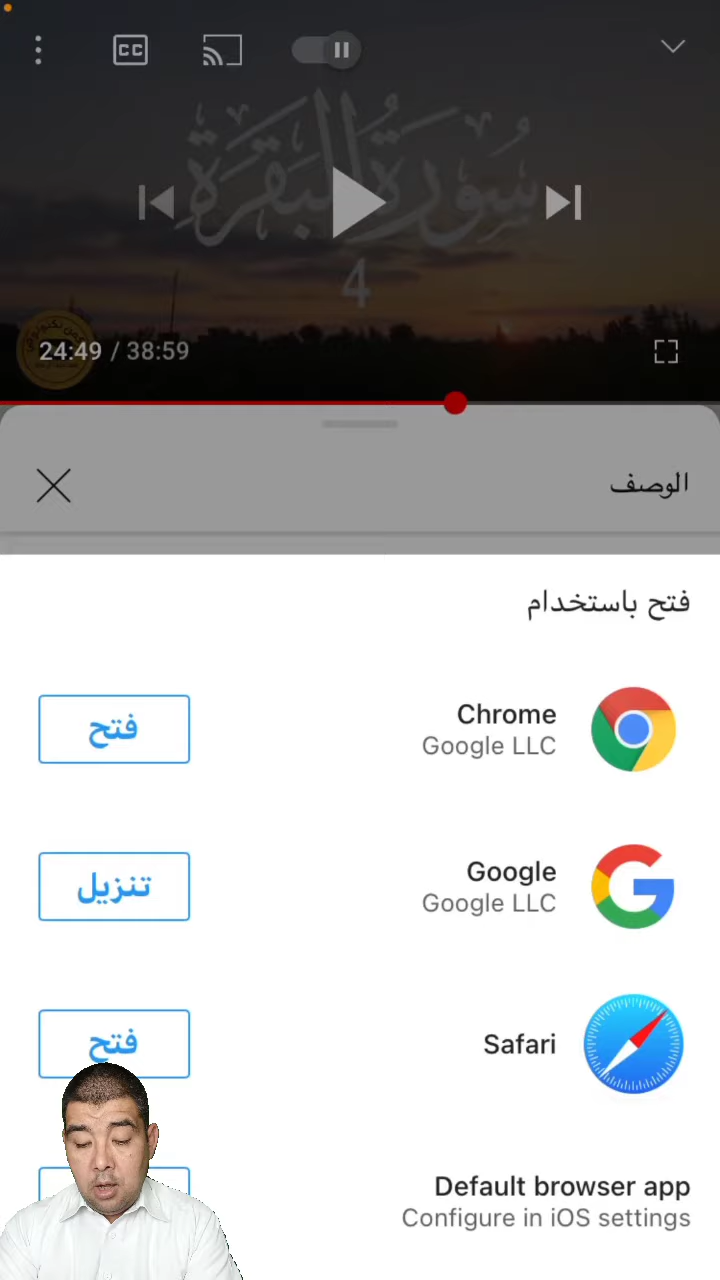 CC
سورة البقرة
4
24:49 / 38:59
الوصف
فتح باستخدام
Chrome
Google LLC
فتح
Google
Google LLC
تنزيل
Safari
فتح
Default browser app
Configure in iOS settings